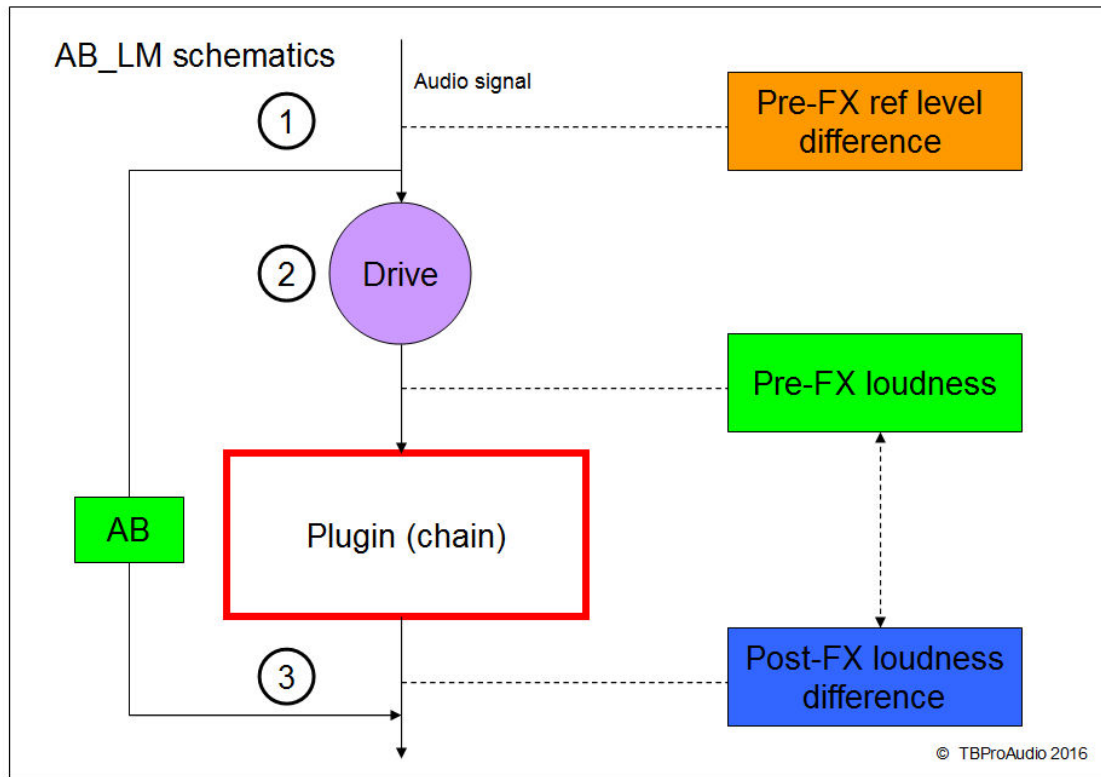 AB_LM schematics
Audio signal
1
Pre-FX ref level
difference
2
Drive
Pre-FX loudness
AB
Plugin (chain)
3
Post-FX loudness
difference
© TBProAudio 2016